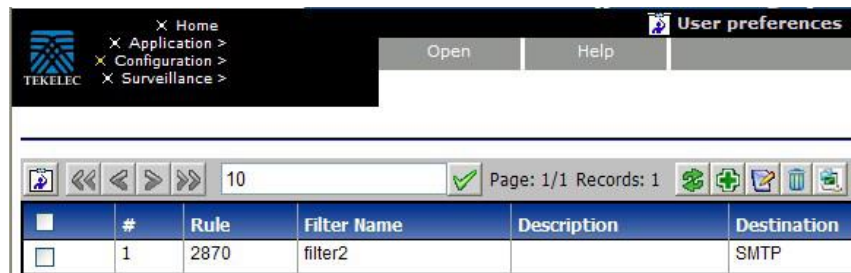 Home
Application >
Configuration >
Surveillance >
TEKELEC
User preferences
Open Help
10 Page: 1/1 Records: 1
# Rule Filter Name Description Destination
1 2870 filter2 SMTP